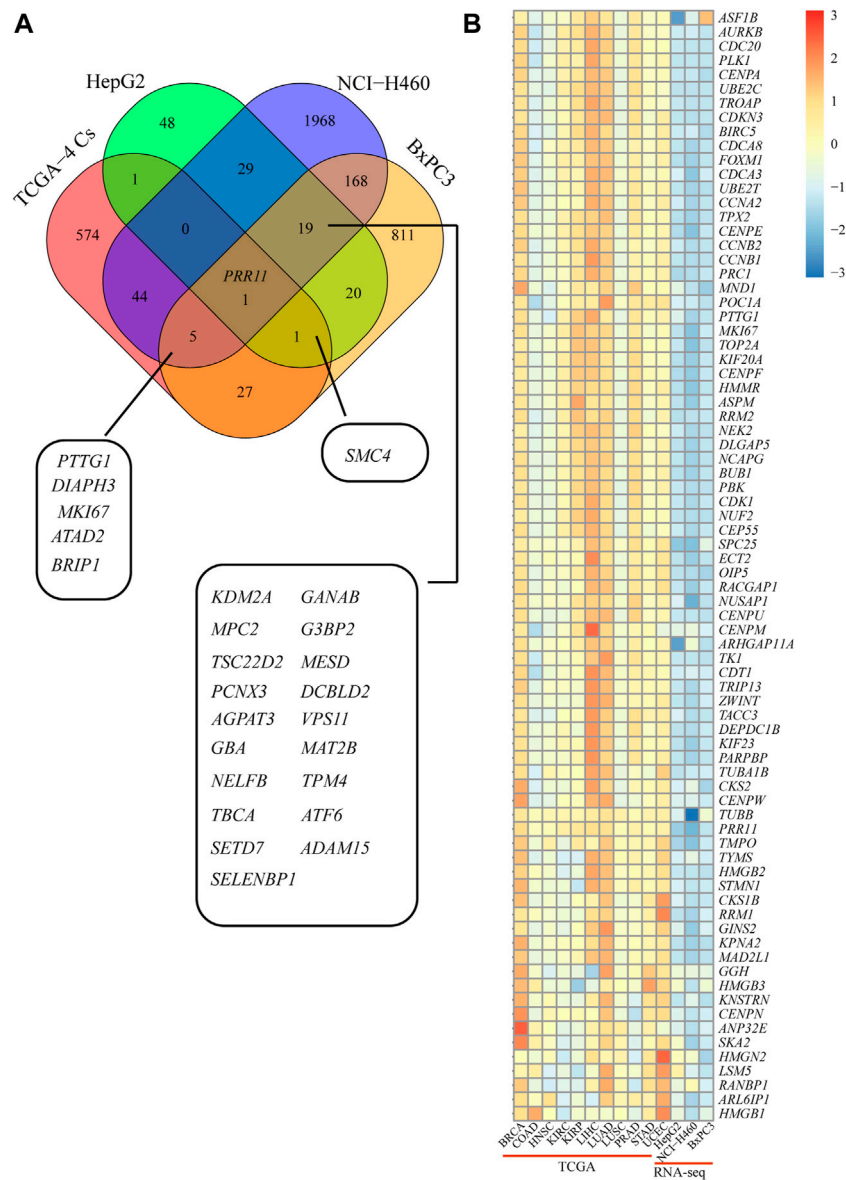 A
HepG2
NCI−H460
TCGA−4 Cs
BxPC3
48
1968
1
29
168
574
0
19
811
44
PRR11
1
20
5
1
27
PTTG1
DIAPH3
MKI67
ATAD2
BRIP1
SMC4
KDM2A GANAB
MPC2 G3BP2
TSC22D2 MESD
PCNX3 DCBLD2
AGPAT3 VPS11
GBA MAT2B
NELFB TPM4
TBCA ATF6
SETD7 ADAM15
SELENBP1
B
ASF1B
AURKB
CDC20
PLK1
CENPA
UBE2C
TROAP
CDKN3
BIRC5
CDCA8
FOXM1
CDCA3
UBE2T
CCNA2
TPX2
CENPE
CCNB2
CCNB1
PRC1
MND1
POC1A
PTTG1
MKI67
TOP2A
KIF20A
CENPF
HMMR
ASPM
RRM2
NEK2
DLGAP5
NCAPG
BUB1
PBK
CDK1
NUF2
CEP55
SPC25
ECT2
OIP5
RACGAP1
NUSAP1
CENPU
CENPM
ARHGAP11A
TK1
CDT1
TRIP13
ZWINT
TACC3
DEPDC1B
KIF23
PARPBP
TUBA1B
CKS2
CENPW
TUBB
PRR11
TMPO
TYMS
HMGB2
STMN1
CKS1B
RRM1
GINS2
KPNA2
MAD2L1
GGH
HMGB3
KNSTRN
CENPN
ANP32E
SKA2
HMGN2
LSM5
RANBP1
ARL6IP1
HMGB1
3
2
1
0
−1
−2
−3
BRCA
COAD
HNSC
KIRC
KIRP
LIHC
LUAD
LUSC
PRAD
STAD
UCEC
HepG2
NCI−H460
BxPC3
TCGA
RNA−seq